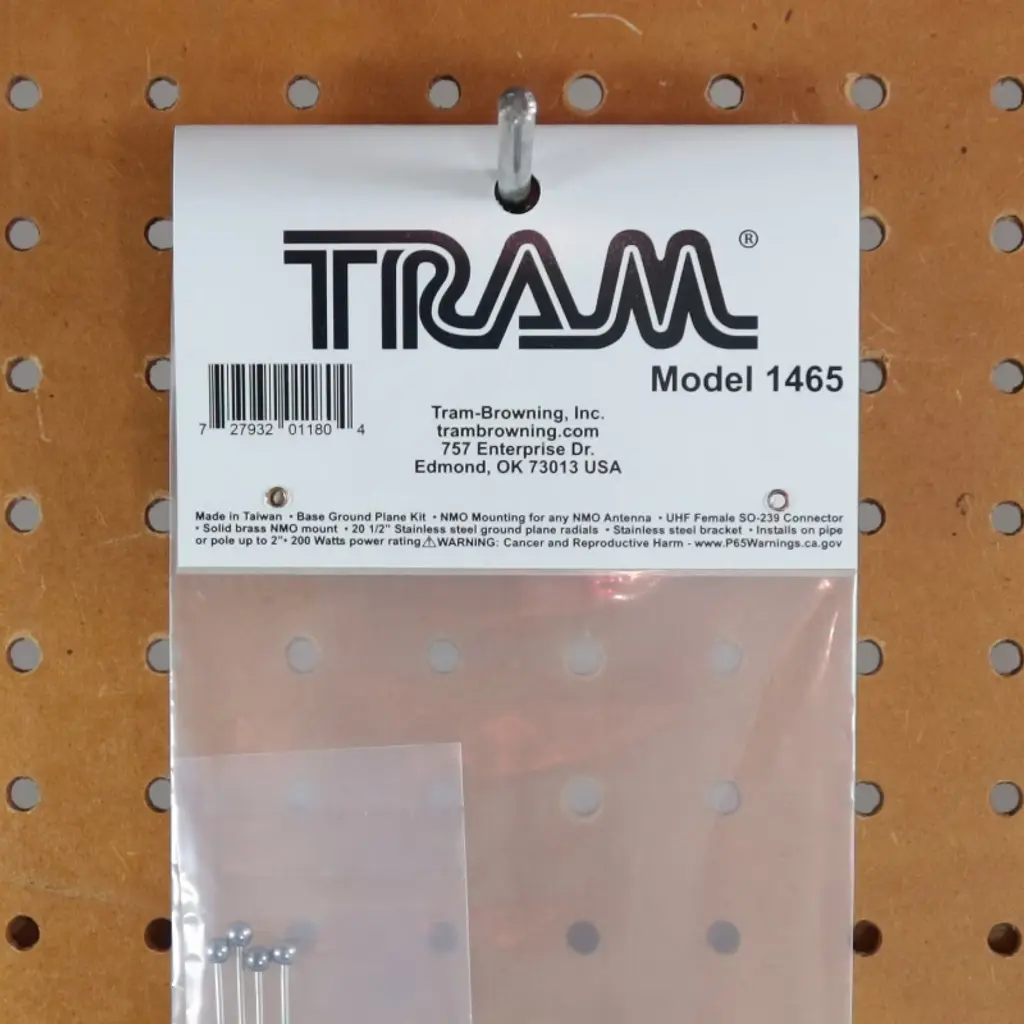 TRAM®
Model 1465
7 27932 01180 4
Tram-Browning, Inc.
trambrowning.com
757 Enterprise Dr.
Edmond, OK 73013 USA
Made in Taiwan • Base Ground Plane Kit • NMO Mounting for any NMO Antenna • UHF Female SO-239 Connector
• Solid brass NMO mount • 20 1/2" Stainless steel ground plane radials • Stainless steel bracket • Installs on pipe
or pole up to 2"• 200 Watts power rating⚠WARNING: Cancer and Reproductive Harm - www.P65Warnings.ca.gov